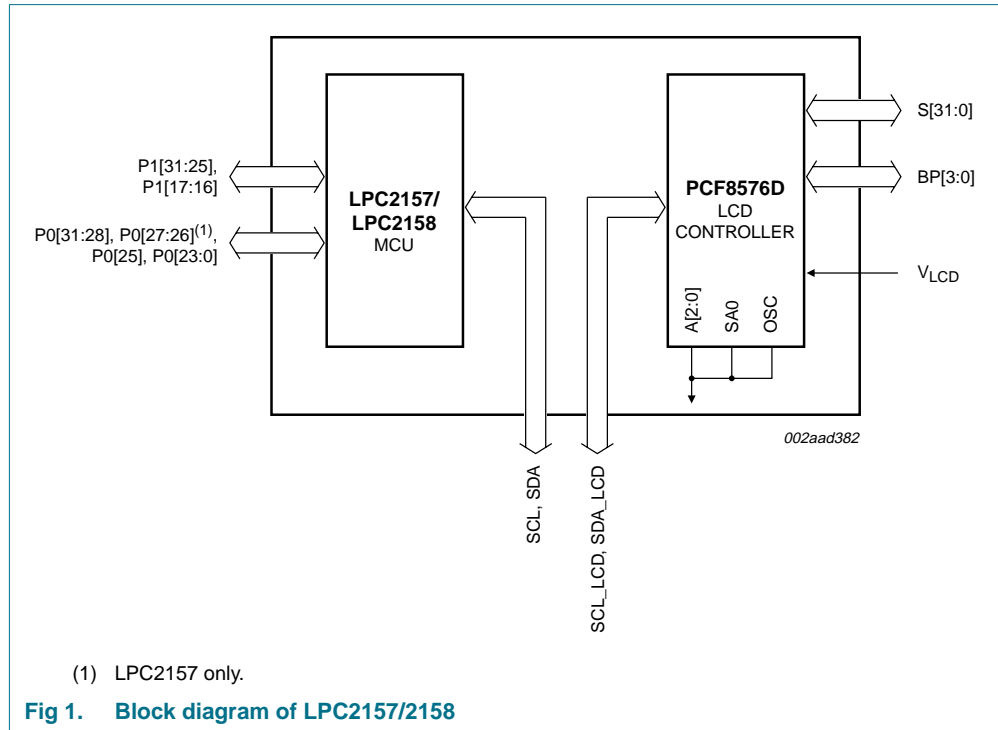 P1[31:25],
P1[17:16]
P0[31:28], P0[27:26](1),
P0[25], P0[23:0]
LPC2157/
LPC2158
MCU
PCF8576D
LCD
CONTROLLER
A[2:0]
SA0
OSC
S[31:0]
BP[3:0]
VLCD
002aad382
SCL, SDA
SCL_LCD, SDA_LCD
(1) LPC2157 only.
Fig 1. Block diagram of LPC2157/2158